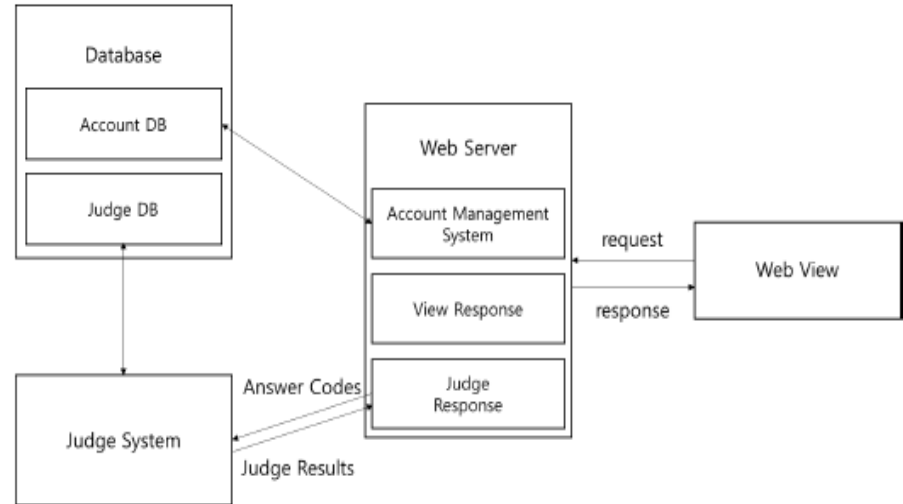 Database
Account DB
Judge DB
Web Server
Account Management
System
View Response
Judge
Response
request
response
Web View
Answer Codes
Judge Results
Judge System